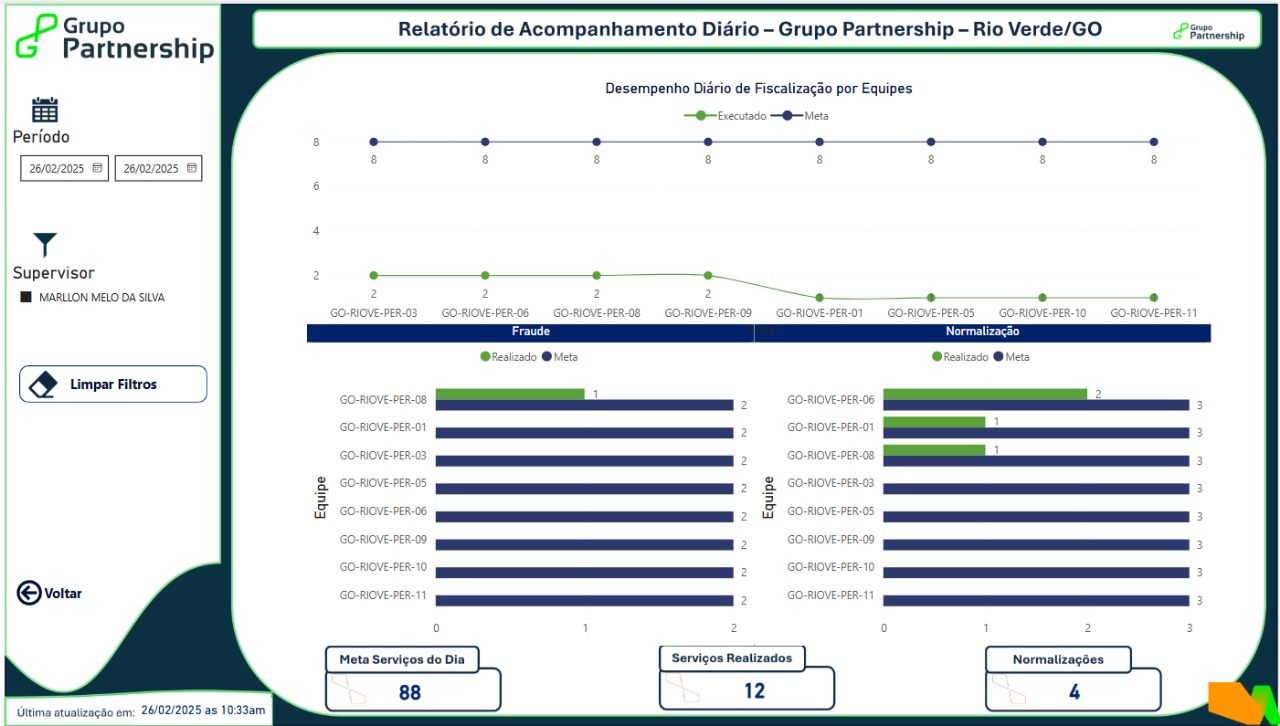 Grupo
Partnership
Relatório de Acompanhamento Diário – Grupo Partnership – Rio Verde/GO
Grupo
Partnership
Período
26/02/2025 26/02/2025
Supervisor
MARLLON MELO DA SILVA
Limpar Filtros
Voltar
Última atualização em: 26/02/2025 as 10:33am
Desempenho Diário de Fiscalização por Equipes
Executado Meta
8 8 8 8 8 8 8 8 8
6
4
2
2 2 2 2
GO-RIOVE-PER-03 GO-RIOVE-PER-06 GO-RIOVE-PER-08 GO-RIOVE-PER-09 GO-RIOVE-PER-01 GO-RIOVE-PER-05 GO-RIOVE-PER-10 GO-RIOVE-PER-11
Fraude
Realizado Meta
Equipe
GO-RIOVE-PER-08 1 2
GO-RIOVE-PER-01 2
GO-RIOVE-PER-03 2
GO-RIOVE-PER-05 2
GO-RIOVE-PER-06 2
GO-RIOVE-PER-09 2
GO-RIOVE-PER-10 2
GO-RIOVE-PER-11 2
0 1 2
Normalização
Realizado Meta
Equipe
GO-RIOVE-PER-06 2 3
GO-RIOVE-PER-01 1 3
GO-RIOVE-PER-08 1 3
GO-RIOVE-PER-03 3
GO-RIOVE-PER-05 3
GO-RIOVE-PER-09 3
GO-RIOVE-PER-10 3
GO-RIOVE-PER-11 3
0 1 2 3
Meta Serviços do Dia
88
Serviços Realizados
12
Normalizações
4